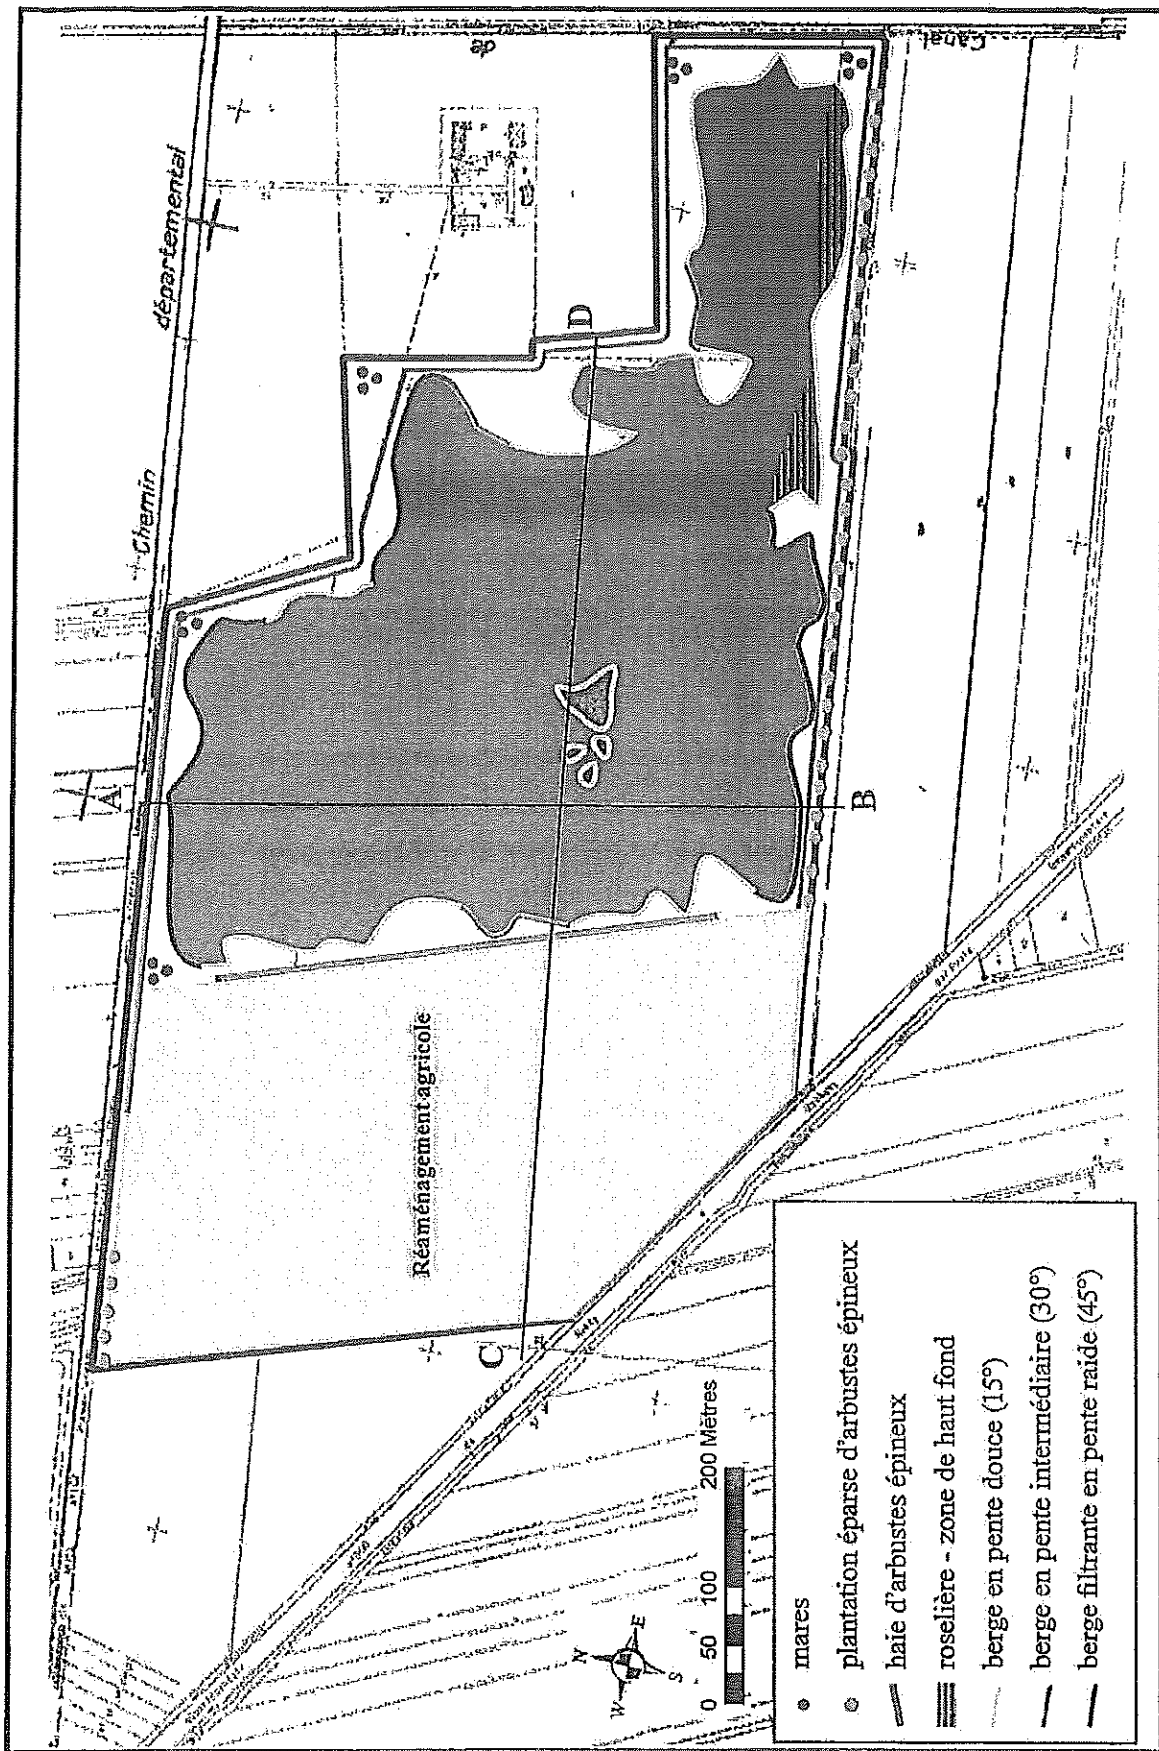 Chemin
départemental
de
Canal
A
D
B
C
Réaménagement agricole
0 50 100 200 Mètres
N
W
E
S
mares
plantation éparse d'arbustes épineux
haie d'arbustes épineux
roselière - zone de haut fond
berge en pente douce (15°)
berge en pente intermédiaire (30°)
berge filtrante en pente raide (45°)